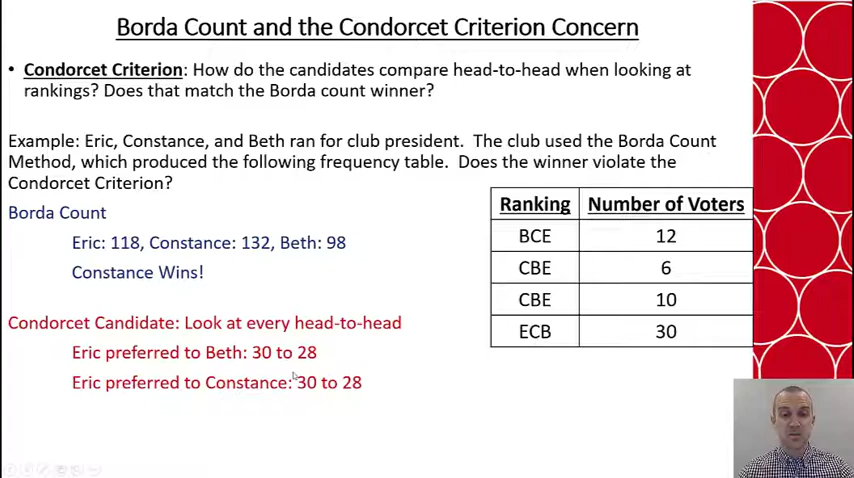 Borda Count and the Condorcet Criterion Concern
• Condorcet Criterion: How do the candidates compare head-to-head when looking at
rankings? Does that match the Borda count winner?
Example: Eric, Constance, and Beth ran for club president. The club used the Borda Count
Method, which produced the following frequency table. Does the winner violate the
Condorcet Criterion?
Borda Count
Eric: 118, Constance: 132, Beth: 98
Constance Wins!
Condorcet Candidate: Look at every head-to-head
Eric preferred to Beth: 30 to 28
Eric preferred to Constance: 30 to 28
Ranking Number of Voters
BCE 12
CBE 6
CBE 10
ECB 30